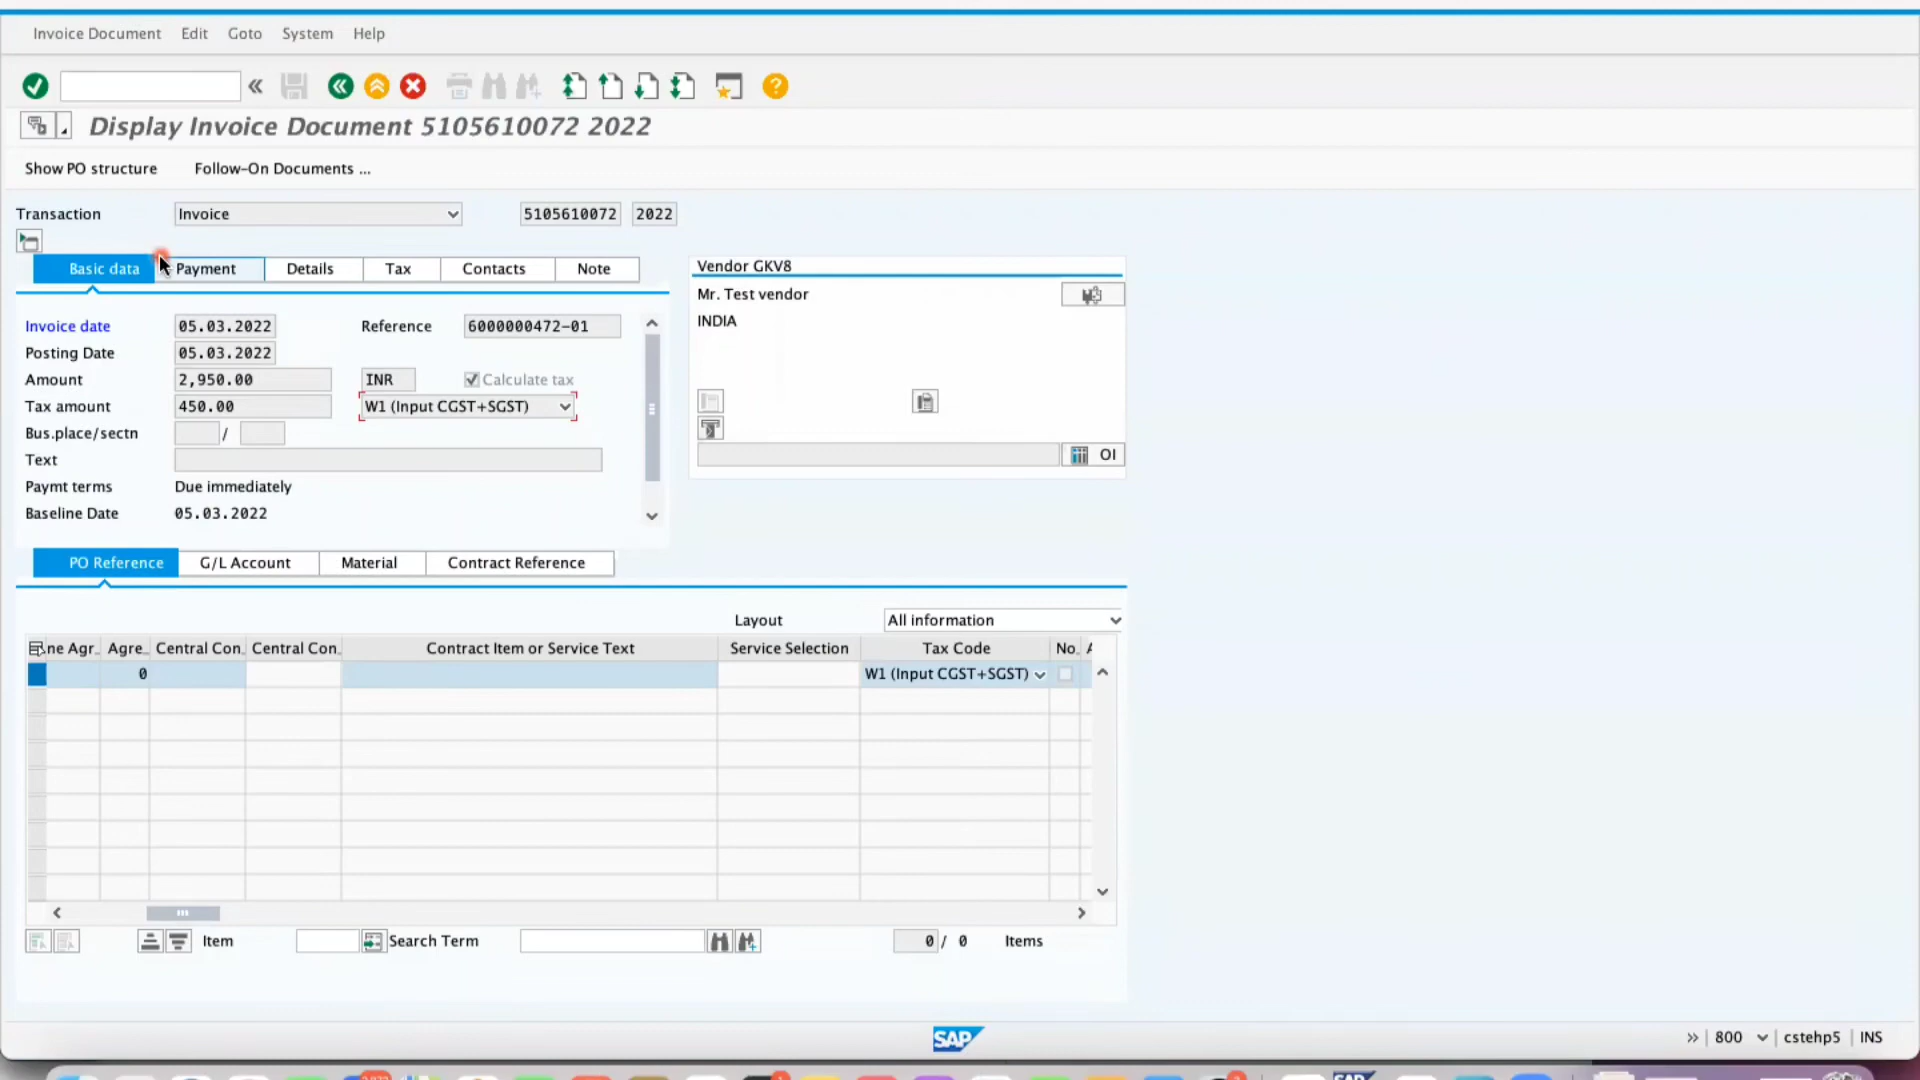 Invoice Document Edit Goto System Help
Display Invoice Document 5105610072 2022
Show PO structure Follow-On Documents ...
Transaction Invoice 5105610072 2022
Basic data Payment Details Tax Contacts Note
Vendor GKV8
Mr. Test vendor
INDIA
OI
Invoice date 05.03.2022 Reference 6000000472-01
Posting Date 05.03.2022
Amount 2,950.00 INR Calculate tax
Tax amount 450.00 W1 (Input CGST+SGST)
Bus.place/sectn /
Text
Paymt terms Due immediately
Baseline Date 05.03.2022
PO Reference G/L Account Material Contract Reference
Layout All information
ne Agr.. Agre... Central Con.. Central Con.. Contract Item or Service Text Service Selection Tax Code No.
0 W1 (Input CGST+SGST)
Item Search Term 0 / 0 Items
SAP
» 800 cstehp5 INS